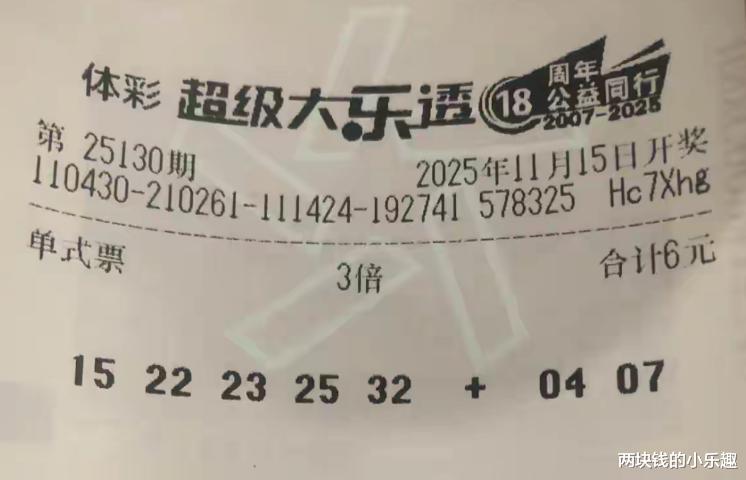 体彩 超级大乐透 18 周年 公益同行 2007-2025
第 25130期 2025年11月15日开奖
110430-210261-111424-192741 578325 Hc7Xhg
单式票 3倍 合计6元
15 22 23 25 32 + 04 07
两块钱的小乐趣